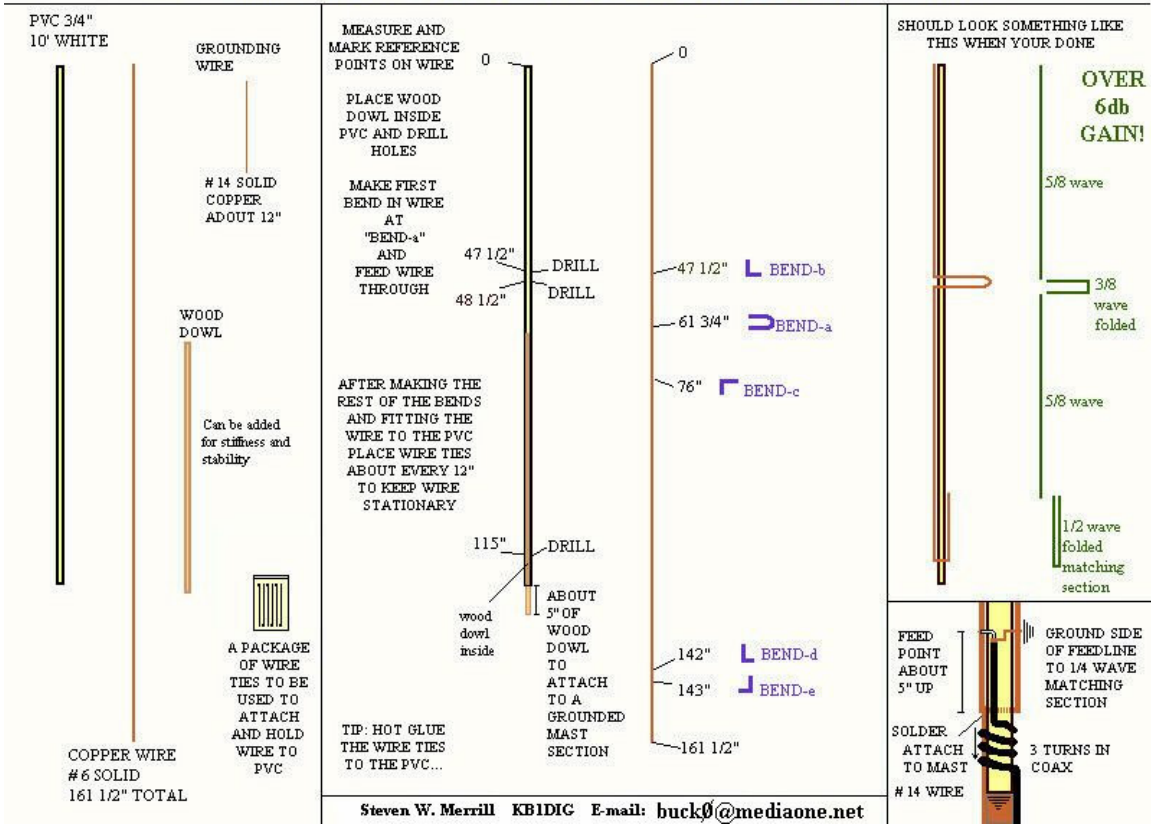 PVC 3/4"
10' WHITE
GROUNDING
WIRE
# 14 SOLID
COPPER
ADOUT 12"
WOOD
DOWL
Can be added
for stiffness and
stability
A PACKAGE
OF WIRE
TIES TO BE
USED TO
ATTACH
AND HOLD
WIRE TO
PVC
COPPER WIRE
# 6 SOLID
161 1/2" TOTAL
MEASURE AND
MARK REFERENCE
POINTS ON WIRE
PLACE WOOD
DOWL INSIDE
PVC AND DRILL
HOLES
MAKE FIRST
BEND IN WIRE
AT
"BEND-a"
AND
FEED WIRE
THROUGH
AFTER MAKING THE
REST OF THE BENDS
AND FITTING THE
WIRE TO THE PVC
PLACE WIRE TIES
ABOUT EVERY 12"
TO KEEP WIRE
STATIONARY
TIP: HOT GLUE
THE WIRE TIES
TO THE PVC...
0
47 1/2"
DRILL
48 1/2"
DRILL
115"
DRILL
wood
dowl
inside
ABOUT
5" OF
WOOD
DOWL
TO
ATTACH
TO A
GROUNDED
MAST
SECTION
0
47 1/2"
BEND-b
61 3/4"
BEND-a
76"
BEND-c
142"
BEND-d
143"
BEND-e
161 1/2"
Steven W. Merrill KB1DIG E-mail: buck0@mediaone.net
SHOULD LOOK SOMETHING LIKE
THIS WHEN YOUR DONE
OVER
6db
GAIN!
5/8 wave
3/8
wave
folded
5/8 wave
1/2 wave
folded
matching
section
FEED
POINT
ABOUT
5" UP
GROUND SIDE
OF FEEDLINE
TO 1/4 WAVE
MATCHING
SECTION
SOLDER
ATTACH
TO MAST
# 14 WIRE
3 TURNS IN
COAX